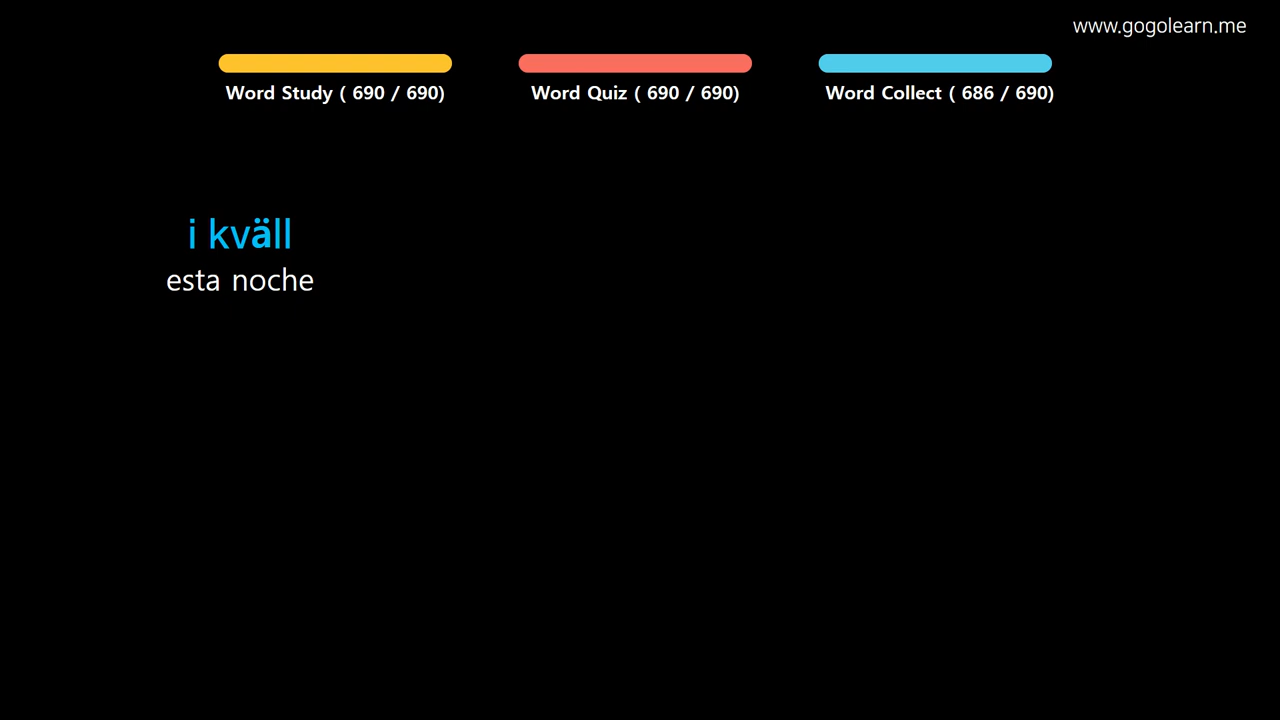 www.gogolearn.me
Word Study ( 690 / 690)
Word Quiz ( 690 / 690)
Word Collect ( 686 / 690)
i kväll
esta noche